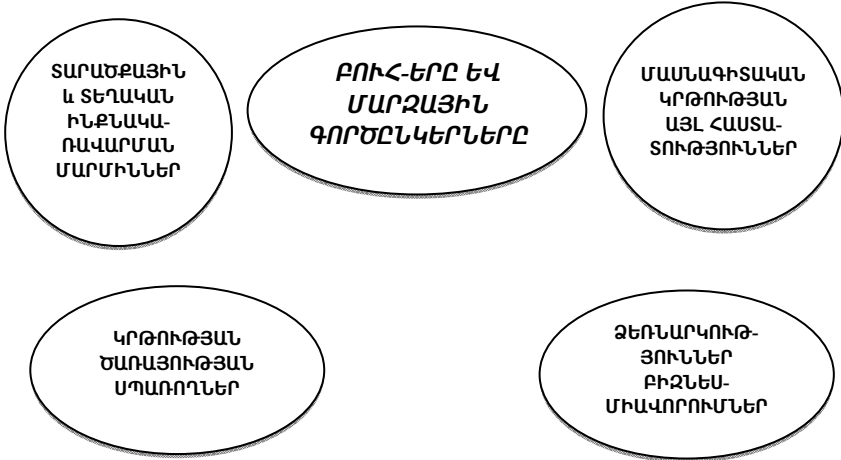 ՏԱՐԱԾՔԱՅԻՆ
և ՏԵՂԱԿԱՆ
ԻՆՔՆԱԿԱ-
ՌԱՎԱՐՄԱՆ
ՄԱՐՄԻՆՆԵՐ
ԲՈՒՀ-ԵՐԸ ԵՎ
ՄԱՐԶԱՅԻՆ
ԳՈՐԾԸՆԿԵՐՆԵՐԸ
ՄԱՍՆԱԳԻՏԱԿԱՆ
ԿՐԹՈՒԹՅԱՆ
ԱՅԼ ՀԱՍՏԱ-
ՏՈՒԹՅՈՒՆՆԵՐ
ԿՐԹՈՒԹՅԱՆ
ԾԱՌԱՅՈՒԹՅԱՆ
ՍՊԱՌՈՂՆԵՐ
ՁԵՌՆԱՐԿՈՒԹ-
ՅՈՒՆՆԵՐ
ԲԻԶՆԵՍ-
ՄԻԱՎՈՐՈՒՄՆԵՐ